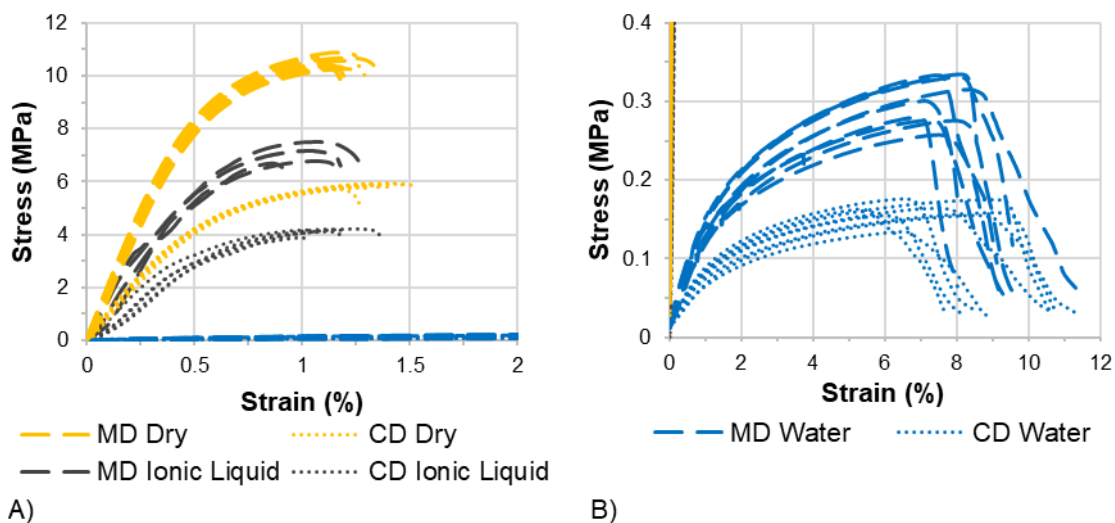 12
10
8
6
4
2
0
Stress (MPa)
0
0.5
1
1.5
2
Strain (%)
MD Dry
CD Dry
MD Ionic Liquid
CD Ionic Liquid
A)
0.4
0.3
0.2
0.1
0
Stress (MPa)
0
2
4
6
8
10
12
Strain (%)
MD Water
CD Water
B)